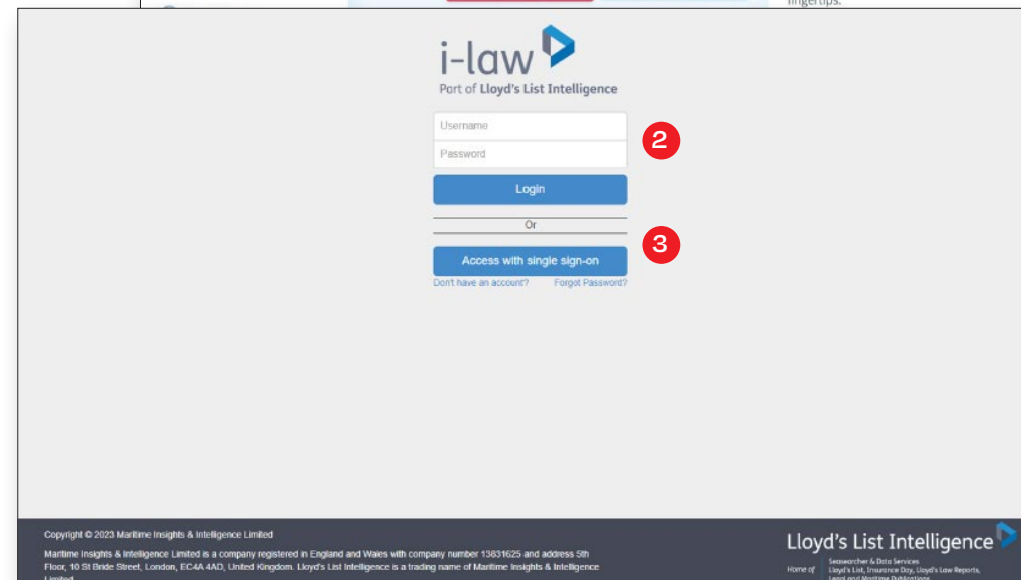 fingertips.
i-law
Part of Lloyd's List Intelligence
Username
Password
2
Login
Or
3
Access with single sign-on
Don't have an account? Forgot Password?
Copyright © 2023 Maritime Insights & Intelligence Limited
Maritime Insights & Intelligence Limited is a company registered in England and Wales with company number 13831625 and address 5th
Floor, 10 St Bride Street, London, EC4A 4AD, United Kingdom. Lloyd's List Intelligence is a trading name of Maritime Insights & Intelligence
Limited
Lloyd's List Intelligence
Home of
Seasearcher & Data Services
Lloyd's List, Insurance Day, Lloyd's Law Reports,
Legal and Maritime Publications